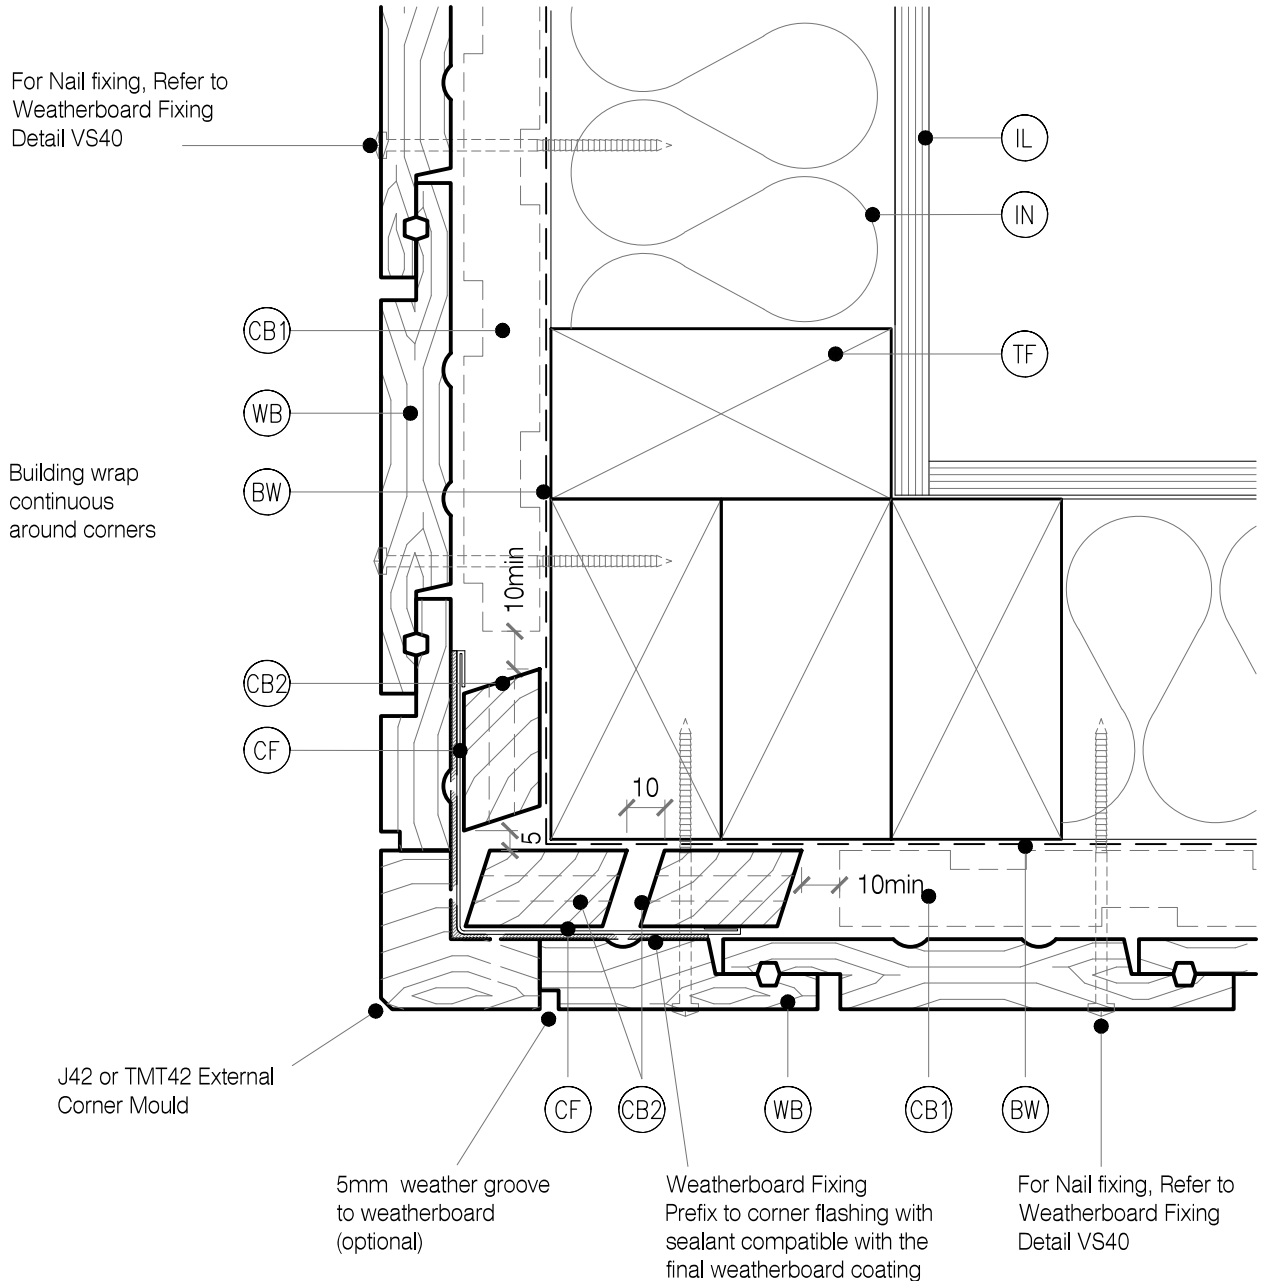 For Nail fixing, Refer to
Weatherboard Fixing
Detail VS40
IL
IN
CB1
TF
WB
Building wrap
continuous
around corners
BW
10min
CB2
CF
10
5
10min
J42 or TMT42 External
Corner Mould
CF
CB2
WB
CB1
BW
5mm weather groove
to weatherboard
(optional)
Weatherboard Fixing
Prefix to corner flashing with
sealant compatible with the
final weatherboard coating
For Nail fixing, Refer to
Weatherboard Fixing
Detail VS40